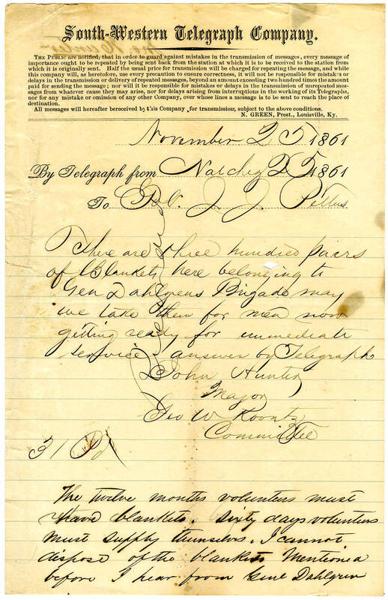 South-Western Telegraph Company.
THE PUBLIC are notified, that in order to guard against mistakes in the transmission of messages, every message of
importance ought to be repeated by being sent back from the station at which it is to be received to the station from
which it is originally sent. Half the usual price for transmission will be charged for repeating the message, and while
this company will, as heretofore, use every precaution to ensure correctness, it will not be responsible for mistakes or
delays in the transmission or delivery of repeated messages, beyond an amount exceeding two hundred times the amount
paid for sending the message; nor will it be responsible for mistakes or delays in the transmission of unrepeated messages
from whatever cause they may arise, nor for delays arising from interruptions in the working of its Telegraphs,
nor for any mistake or omission of any other Company, over whose lines a message is to be sent to reach the place of
destination.
All messages will hereafter be received by this Company for transmission, subject to the above conditions.
N. GREEN, Prest., Louisville, Ky.
November 25 1861
By Telegraph from Natchez 25 1861
To J. J. Pettus
There are three hundred pairs
of Blankets here belonging to
Gen Dahlgrens Brigade may
we take them for men now
getting ready for immediate
service answer by Telegraph
John Hunter
Major
Geo W Koontz
Committee
31
The twelve months volunteers must
have blankets. Sixty days volunteers
must supply themselves. I cannot
dispose of the blankets mentioned
before I hear from Genl Dahlgren